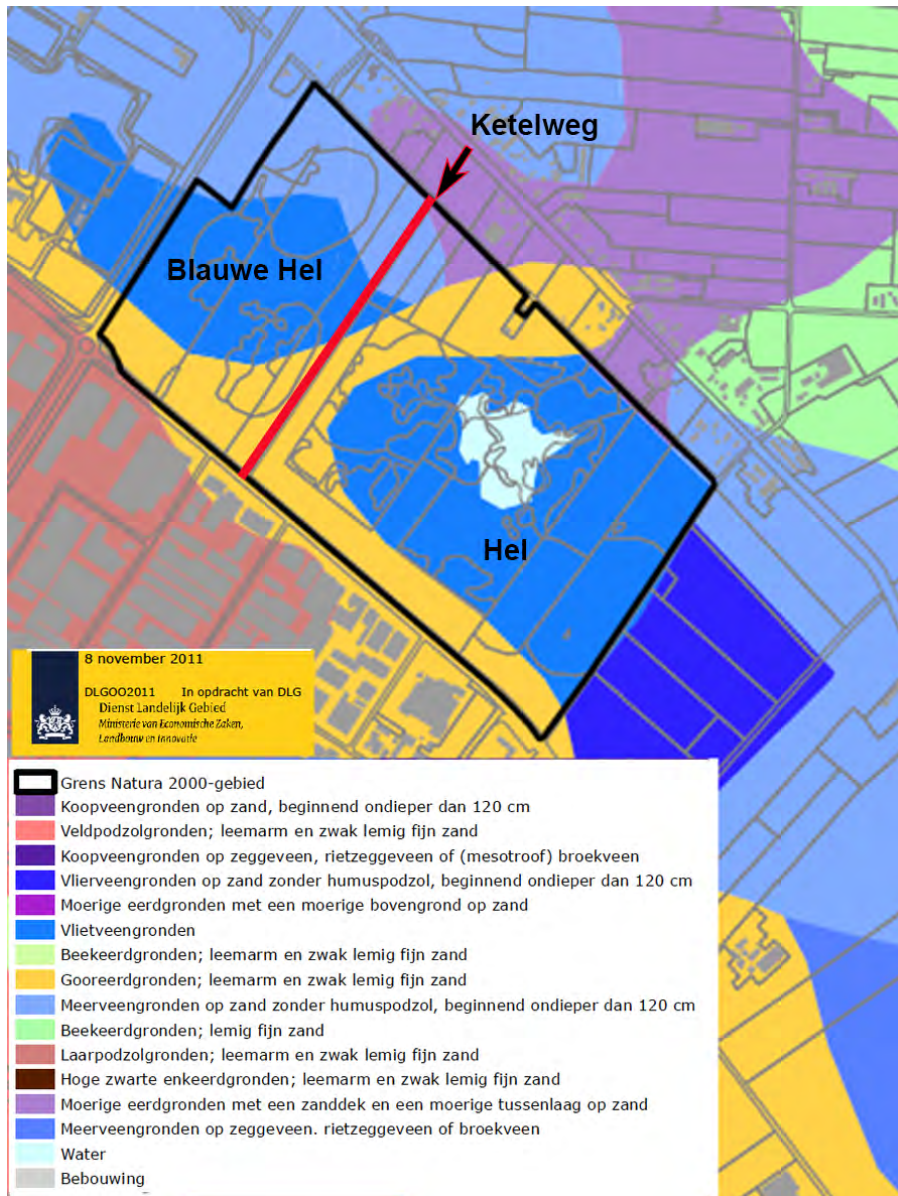 Ketelweg
Blauwe Hel
Hel
8 november 2011
DLGOO2011 In opdracht van DLG
Dienst Landelijk Gebied
Ministerie van Economische Zaken,
Landbouw en Innovatie
Grens Natura 2000-gebied
Koopveengronden op zand, beginnend ondieper dan 120 cm
Veldpodzolgronden; leemarm en zwak lemig fijn zand
Koopveengronden op zeggeveen, rietzeggeveen of (mesotroof) broekveen
Vlierveengronden op zand zonder humuspodzol, beginnend ondieper dan 120 cm
Moerige eerdgronden met een moerige bovengrond op zand
Vlietveengronden
Beekeerdgronden; leemarm en zwak lemig fijn zand
Gooreerdgronden; leemarm en zwak lemig fijn zand
Meerveengronden op zand zonder humuspodzol, beginnend ondieper dan 120 cm
Beekeerdgronden; lemig fijn zand
Laarpodzolgronden; leemarm en zwak lemig fijn zand
Hoge zwarte enkeerdgronden; leemarm en zwak lemig fijn zand
Moerige eerdgronden met een zanddek en een moerige tussenlaag op zand
Meerveengronden op zeggeveen. rietzeggeveen of broekveen
Water
Bebouwing